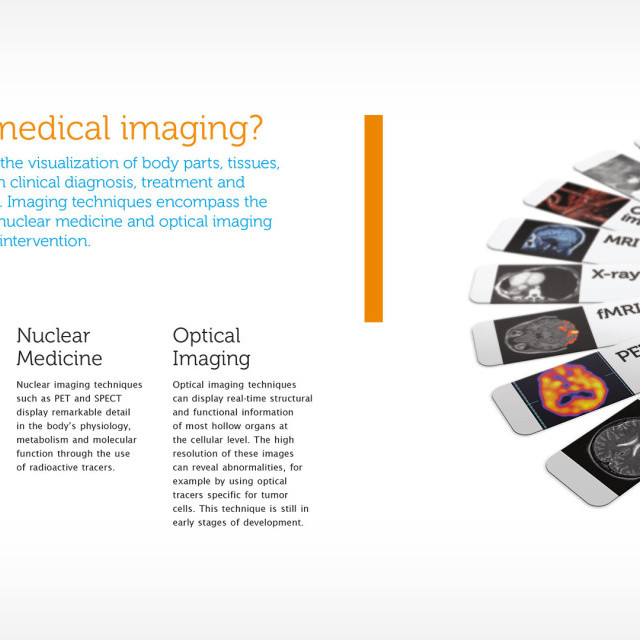 medical imaging?
the visualization of body parts, tissues,
clinical diagnosis, treatment and
. Imaging techniques encompass the
nuclear medicine and optical imaging
intervention.
Nuclear
Medicine
Nuclear imaging techniques
such as PET and SPECT
display remarkable detail
in the body's physiology,
metabolism and molecular
function through the use
of radioactive tracers.
Optical
Imaging
Optical imaging techniques
can display real-time structural
and functional information
of most hollow organs at
the cellular level. The high
resolution of these images
can reveal abnormalities, for
example by using optical
tracers specific for tumor
cells. This technique is still in
early stages of development.
MRI
X-ray
fMRI
PE